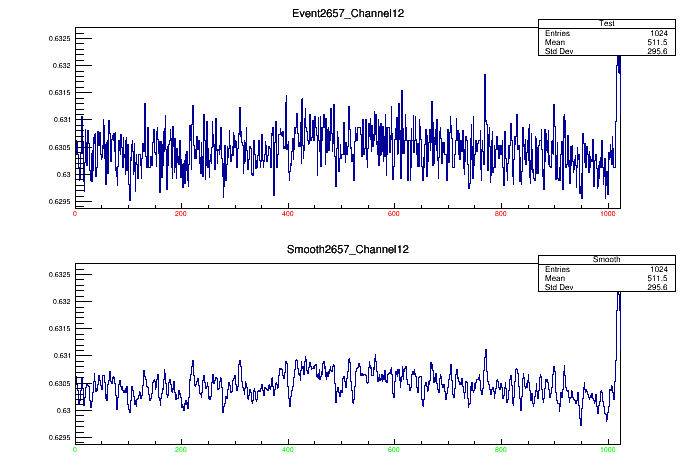 Event2657_Channel12
Test
Entries 1024
Mean 511.5
Std Dev 295.6
0.6325
0.632
0.6315
0.631
0.6305
0.63
0.6295
0 200 400 600 800 1000
Smooth2657_Channel12
Smooth
Entries 1024
Mean 511.5
Std Dev 295.6
0.6325
0.632
0.6315
0.631
0.6305
0.63
0.6295
0 200 400 600 800 1000